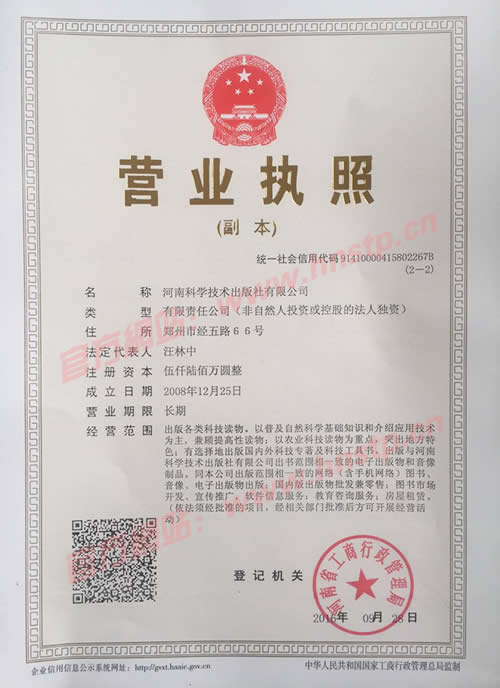 营业执照
(副 本)
统一社会信用代码 91410000415802267B
(2-2)
名 称 河南科学技术出版社有限公司
类 型 有限责任公司（非自然人投资或控股的法人独资）
住 所 郑州市经五路６６号
法定代表人 汪林中
注 册 资 本 伍仟陆佰万圆整
成 立 日 期 2008年12月25日
营 业 期 限 长期
经 营 范 围 出版各类科技读物。以普及自然科学基础知识和介绍应用技术
为主，兼顾提高性读物；以农业科技读物为重点，突出地方特
色；有选择地出版国内外科技专著及科技工具书。出版与河南
科学技术出版社有限公司出书范围相一致的电子出版物和音像
制品。同本公司出版范围相一致的网络（含手机网络）图书、
音像、电子出版物出版；国内版出版物批发兼零售；图书市场
开发、宣传推广，软件信息服务；教育咨询服务；房屋租赁。
（依法须经批准的项目，经相关部门批准后方可开展经营活
动）
登 记 机 关
河南省工商行政管理局
2016年 09月 28日
企业信用信息公示系统网址：http://gsxt.haaic.gov.cn
中华人民共和国国家工商行政管理总局监制